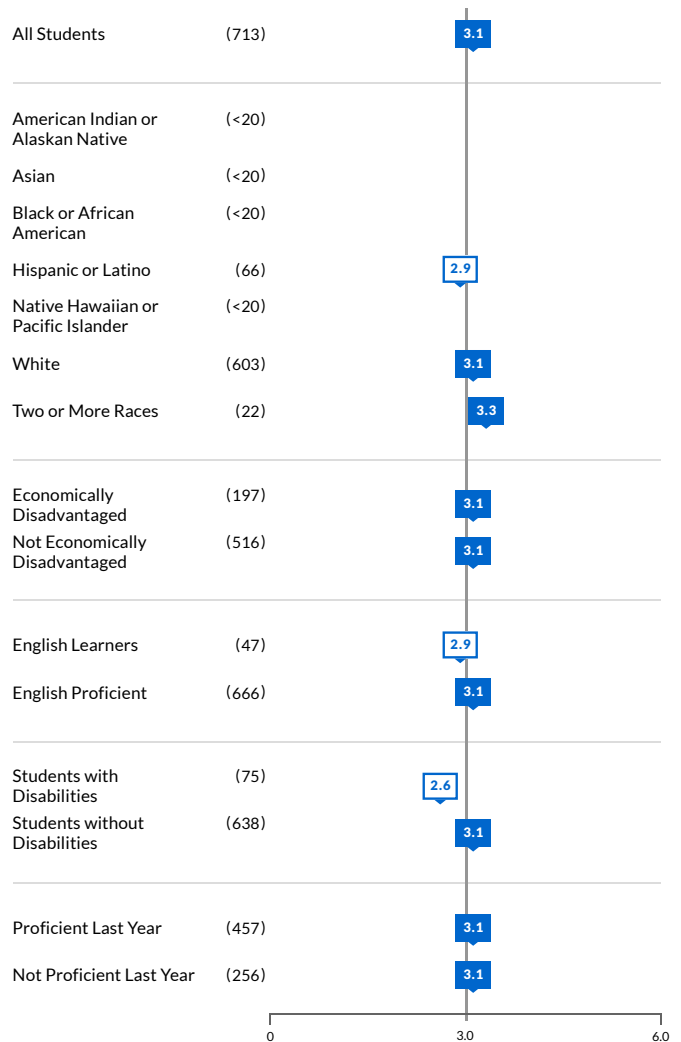 All Students (713) 3.1
American Indian or
Alaskan Native (<20)
Asian (<20)
Black or African
American (<20)
Hispanic or Latino (66) 2.9
Native Hawaiian or
Pacific Islander (<20)
White (603) 3.1
Two or More Races (22) 3.3
Economically
Disadvantaged (197) 3.1
Not Economically
Disadvantaged (516) 3.1
English Learners (47) 2.9
English Proficient (666) 3.1
Students with
Disabilities (75) 2.6
Students without
Disabilities (638) 3.1
Proficient Last Year (457) 3.1
Not Proficient Last Year (256) 3.1
0 3.0 6.0